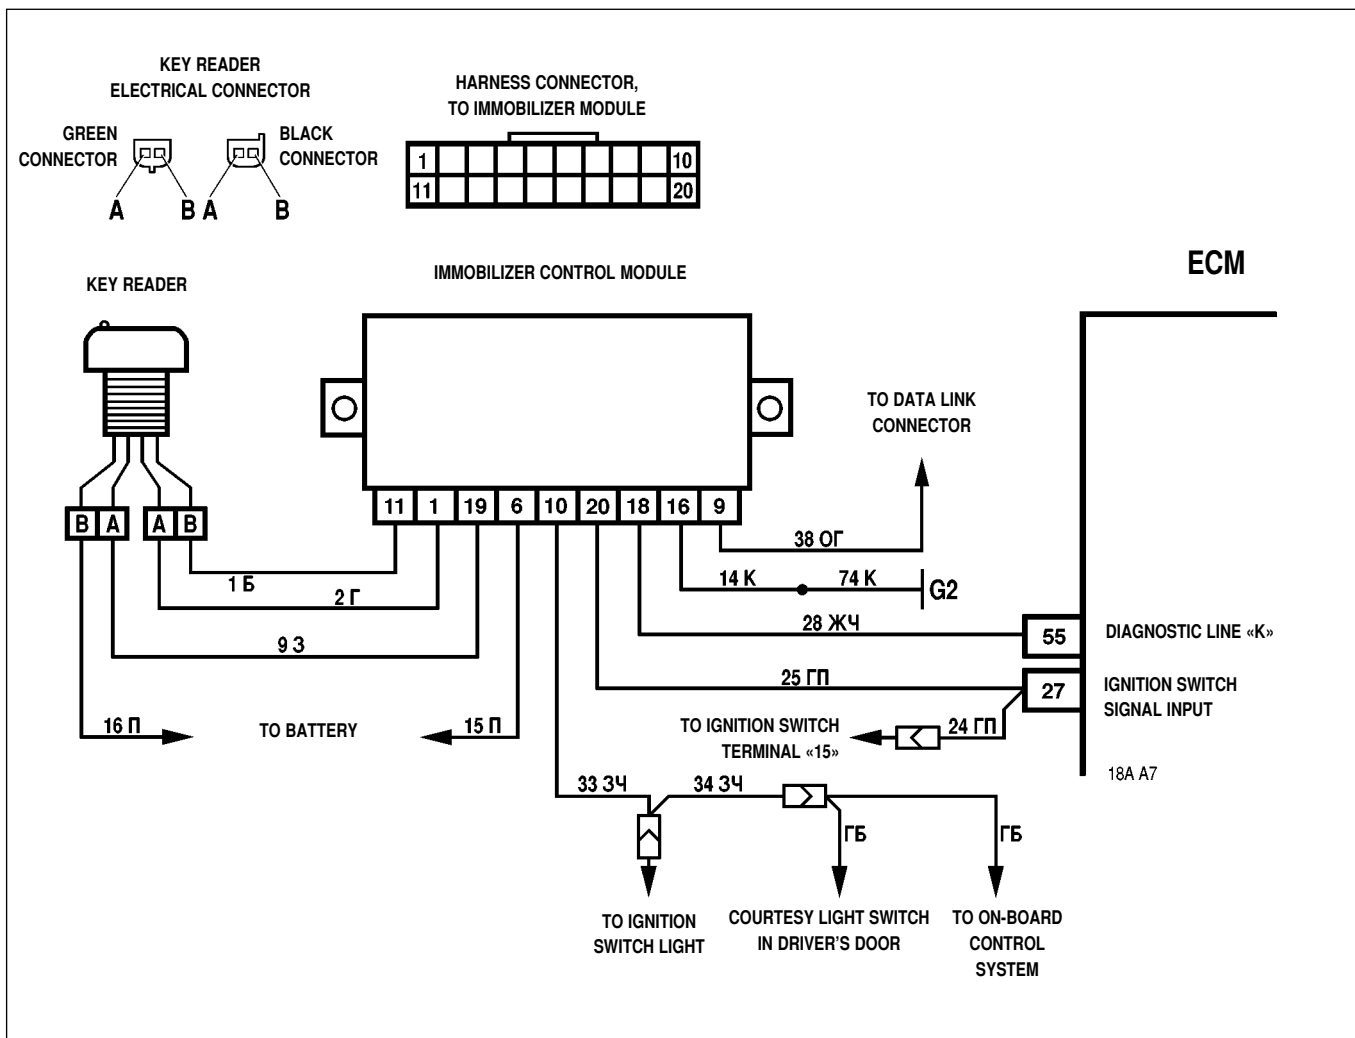 KEY READER
ELECTRICAL CONNECTOR
GREEN
CONNECTOR
BLACK
CONNECTOR
A
B
A
B
HARNESS CONNECTOR,
TO IMMOBILIZER MODULE
1
10
11
20
KEY READER
IMMOBILIZER CONTROL MODULE
ECM
TO DATA LINK
CONNECTOR
B A A B
11 1 19 6 10 20 18 16 9
38 ОГ
1 Б
14 К
74 К
G2
2 Г
28 ЖЧ
55
DIAGNOSTIC LINE «K»
9 З
25 ГП
27
IGNITION SWITCH
SIGNAL INPUT
16 П
TO BATTERY
15 П
TO IGNITION SWITCH
TERMINAL «15»
24 ГП
18A A7
33 ЗЧ
34 ЗЧ
ГБ
ГБ
TO IGNITION
SWITCH LIGHT
COURTESY LIGHT SWITCH
IN DRIVER'S DOOR
TO ON-BOARD
CONTROL
SYSTEM